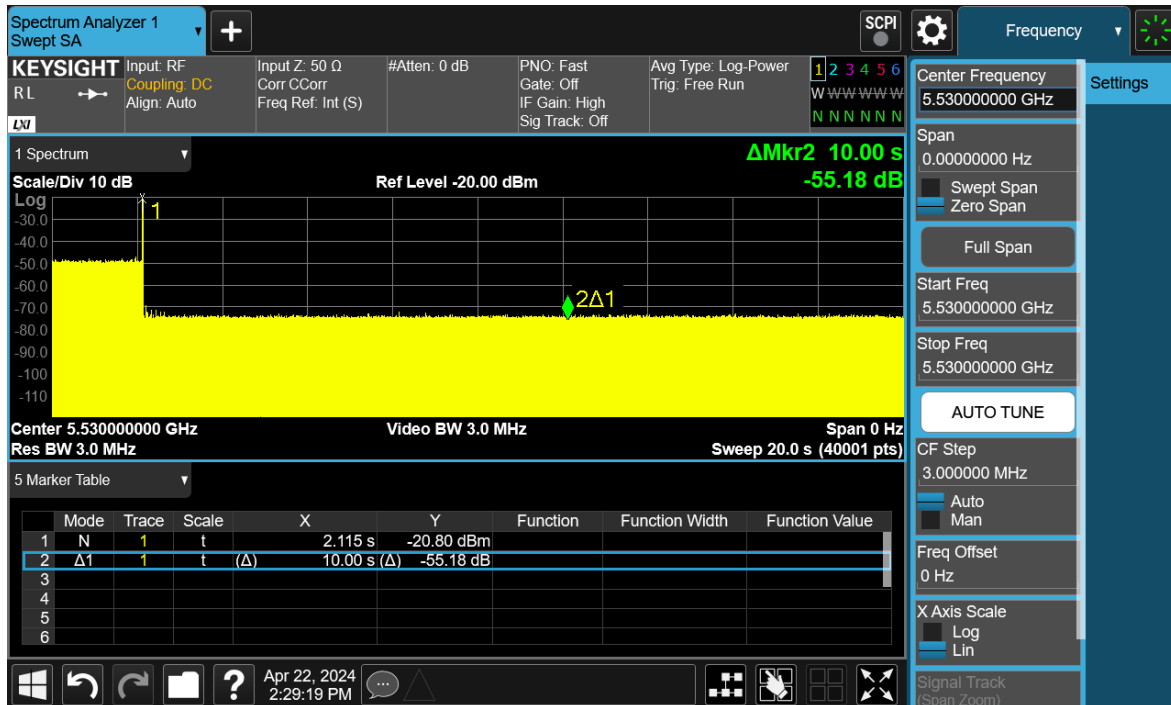 Spectrum Analyzer 1
Swept SA
+
SCPI
Frequency
KEYSIGHT
RL
LXI
Input: RF
Coupling: DC
Align: Auto
Input Z: 50 Ω
Corr CCorr
Freq Ref: Int (S)
#Atten: 0 dB
PNO: Fast
Gate: Off
IF Gain: High
Sig Track: Off
Avg Type: Log-Power
Trig: Free Run
1 2 3 4 5 6
W W W W W W
N N N N N N
1 Spectrum
ΔMkr2 10.00 s
-55.18 dB
Scale/Div 10 dB
Ref Level -20.00 dBm
Log
-30.0
-40.0
-50.0
-60.0
-70.0
-80.0
-90.0
-100
-110
1
2Δ1
Center 5.530000000 GHz
Video BW 3.0 MHz
Span 0 Hz
Res BW 3.0 MHz
Sweep 20.0 s (40001 pts)
5 Marker Table
Mode Trace Scale X Y Function Function Width Function Value
1 N 1 t 2.115 s -20.80 dBm
2 Δ1 1 t (Δ) 10.00 s (Δ) -55.18 dB
3
4
5
6
?
Apr 22, 2024
2:29:19 PM
Center Frequency
5.530000000 GHz
Settings
Span
0.00000000 Hz
Swept Span
Zero Span
Full Span
Start Freq
5.530000000 GHz
Stop Freq
5.530000000 GHz
AUTO TUNE
CF Step
3.000000 MHz
Auto
Man
Freq Offset
0 Hz
X Axis Scale
Log
Lin
Signal Track
(Span Zoom)